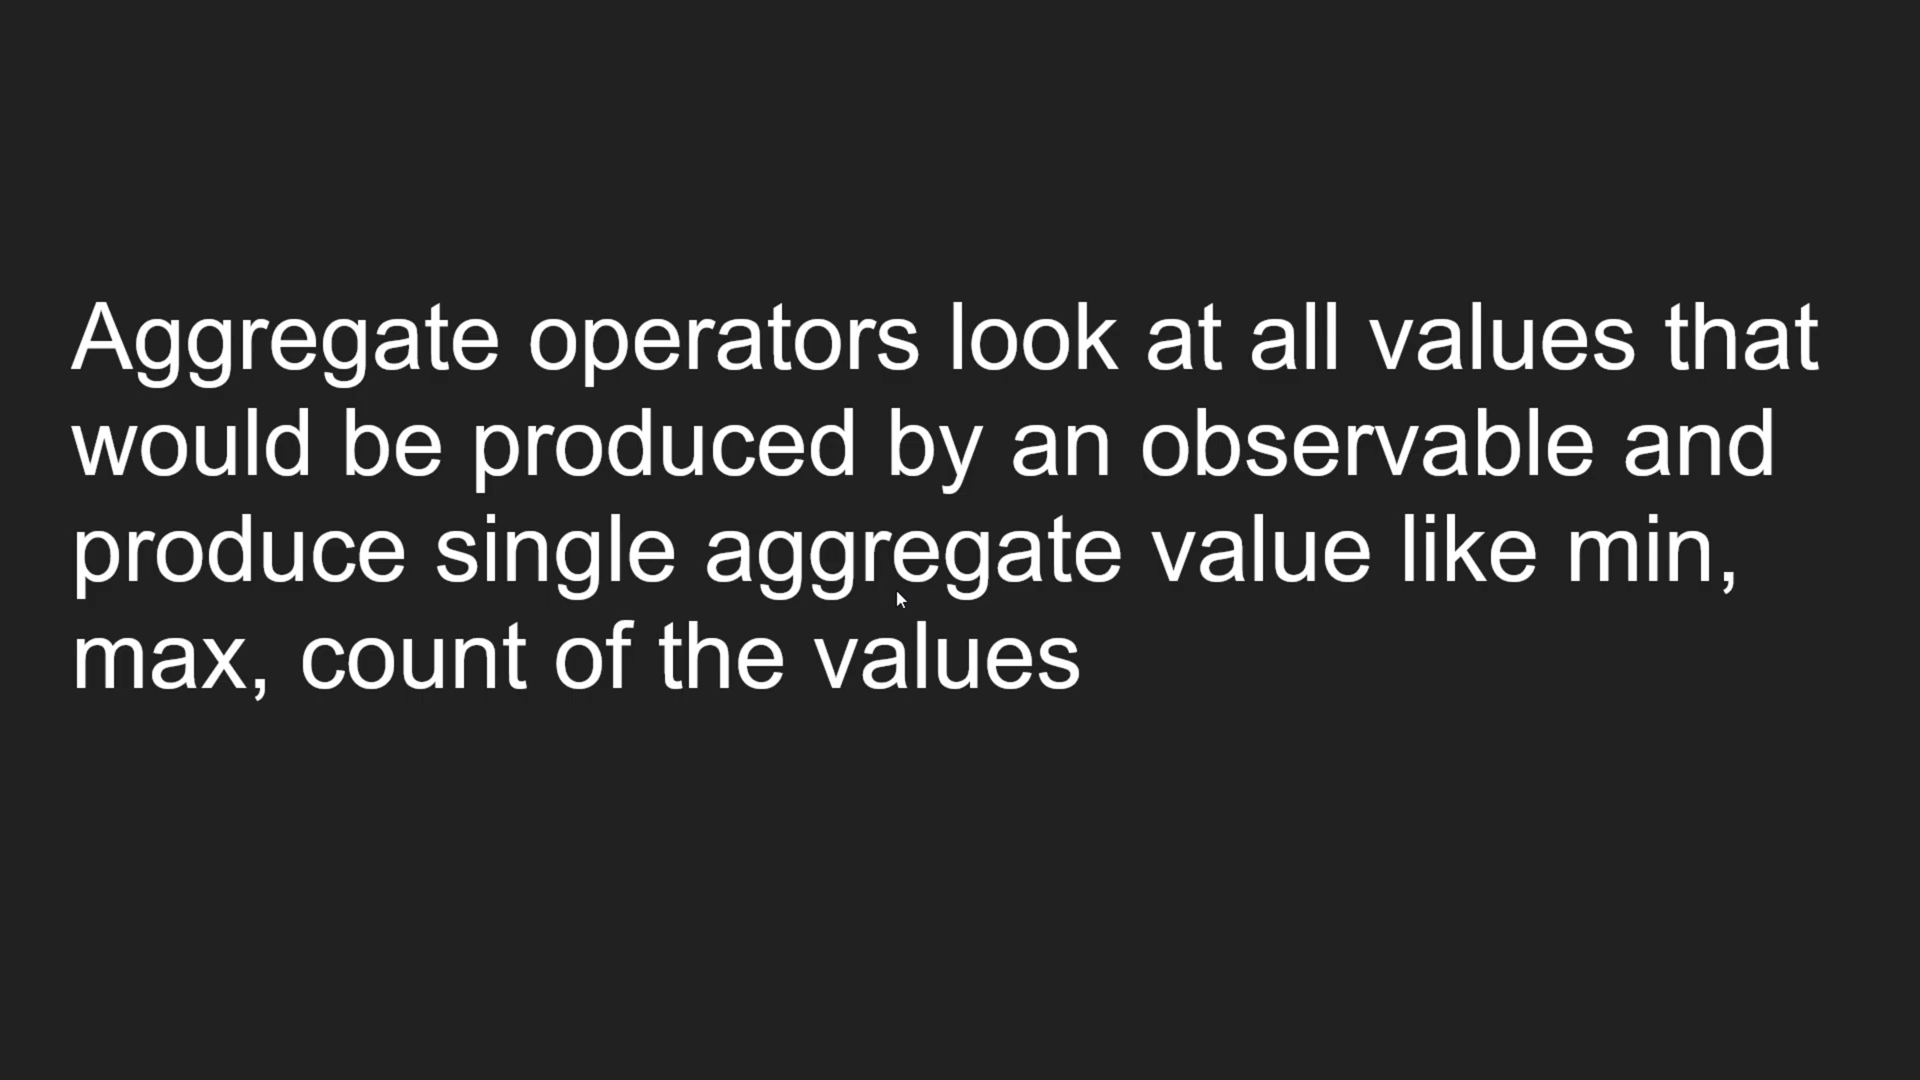 Aggregate operators look at all values that
would be produced by an observable and
produce single aggregate value like min,
max, count of the values